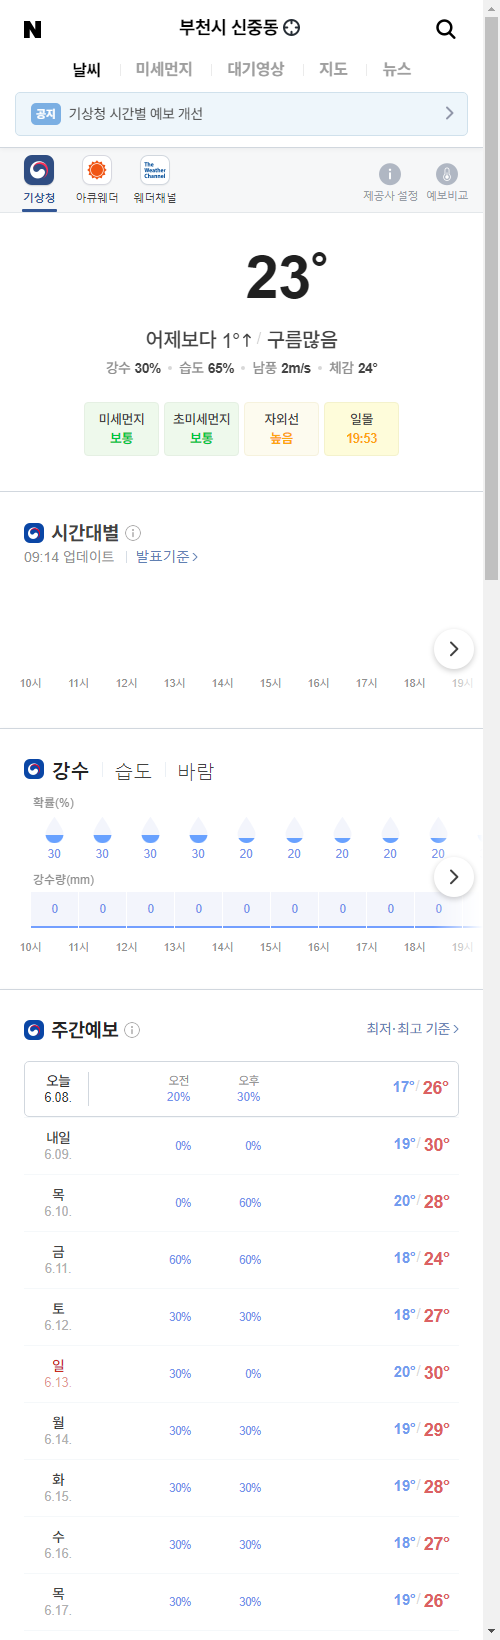 N 부천시 신중동
날씨 미세먼지 대기영상 지도 뉴스
공지 기상청 시간별 예보 개선
The Weather Channel
기상청 아큐웨더 웨더채널 제공사 설정 예보비교
23°
어제보다 1°↑ / 구름많음
강수 30% • 습도 65% • 남풍 2m/s • 체감 24°
미세먼지 초미세먼지 자외선 일몰
보통 보통 높음 19:53
시간대별
09:14 업데이트 발표기준 >
10시 11시 12시 13시 14시 15시 16시 17시 18시 19시
강수 습도 바람
확률(%)
30 30 30 30 20 20 20 20 20
강수량(mm)
0 0 0 0 0 0 0 0 0
10시 11시 12시 13시 14시 15시 16시 17시 18시 19시
주간예보 최저·최고 기준 >
오늘 오전 오후
6.08. 20% 30% 17° / 26°
내일
6.09. 0% 0% 19° / 30°
목
6.10. 0% 60% 20° / 28°
금
6.11. 60% 60% 18° / 24°
토
6.12. 30% 30% 18° / 27°
일
6.13. 30% 0% 20° / 30°
월
6.14. 30% 30% 19° / 29°
화
6.15. 30% 30% 19° / 28°
수
6.16. 30% 30% 18° / 27°
목
6.17. 30% 30% 19° / 26°